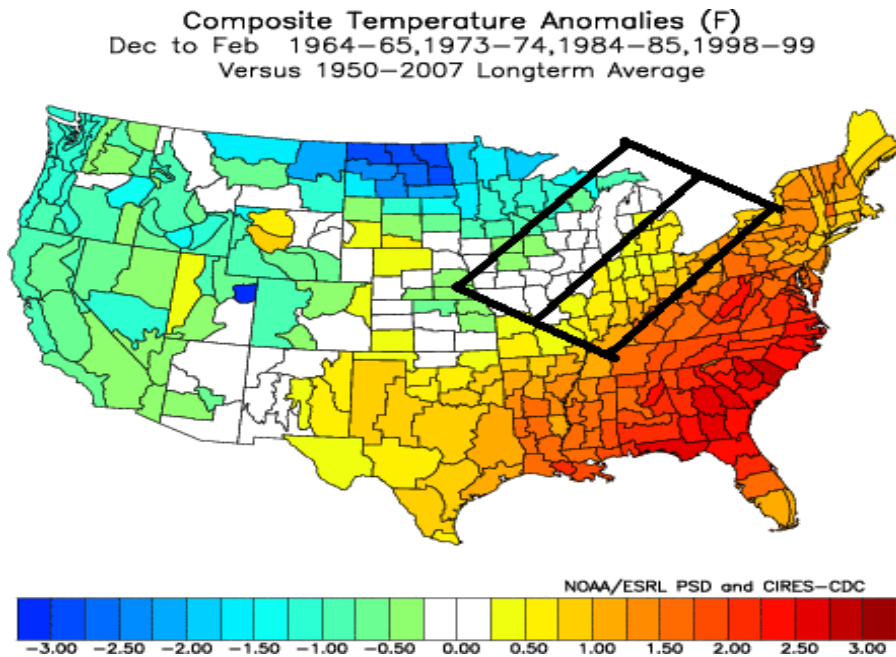 Composite Temperature Anomalies (F)
Dec to Feb 1964-65,1973-74,1984-85,1998-99
Versus 1950-2007 Longterm Average
NOAA/ESRL PSD and CIRES-CDC
-3.00 -2.50 -2.00 -1.50 -1.00 -0.50 0.00 0.50 1.00 1.50 2.00 2.50 3.00